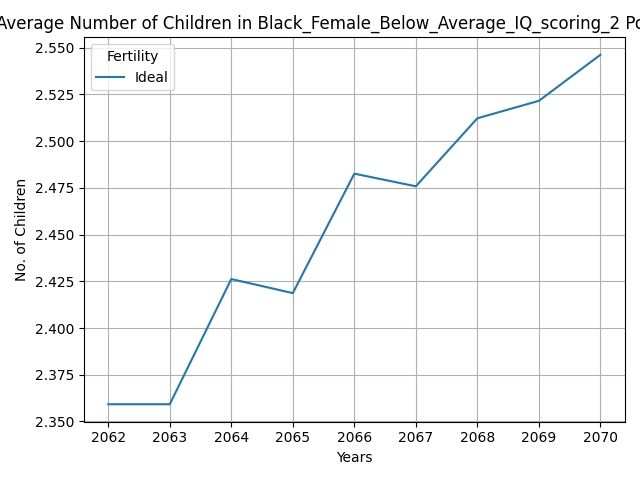 Average Number of Children in Black_Female_Below_Average_IQ_scoring_2 Po
Fertility
Ideal
2.550
2.525
2.500
2.475
2.450
2.425
2.400
2.375
2.350
No. of Children
2062 2063 2064 2065 2066 2067 2068 2069 2070
Years